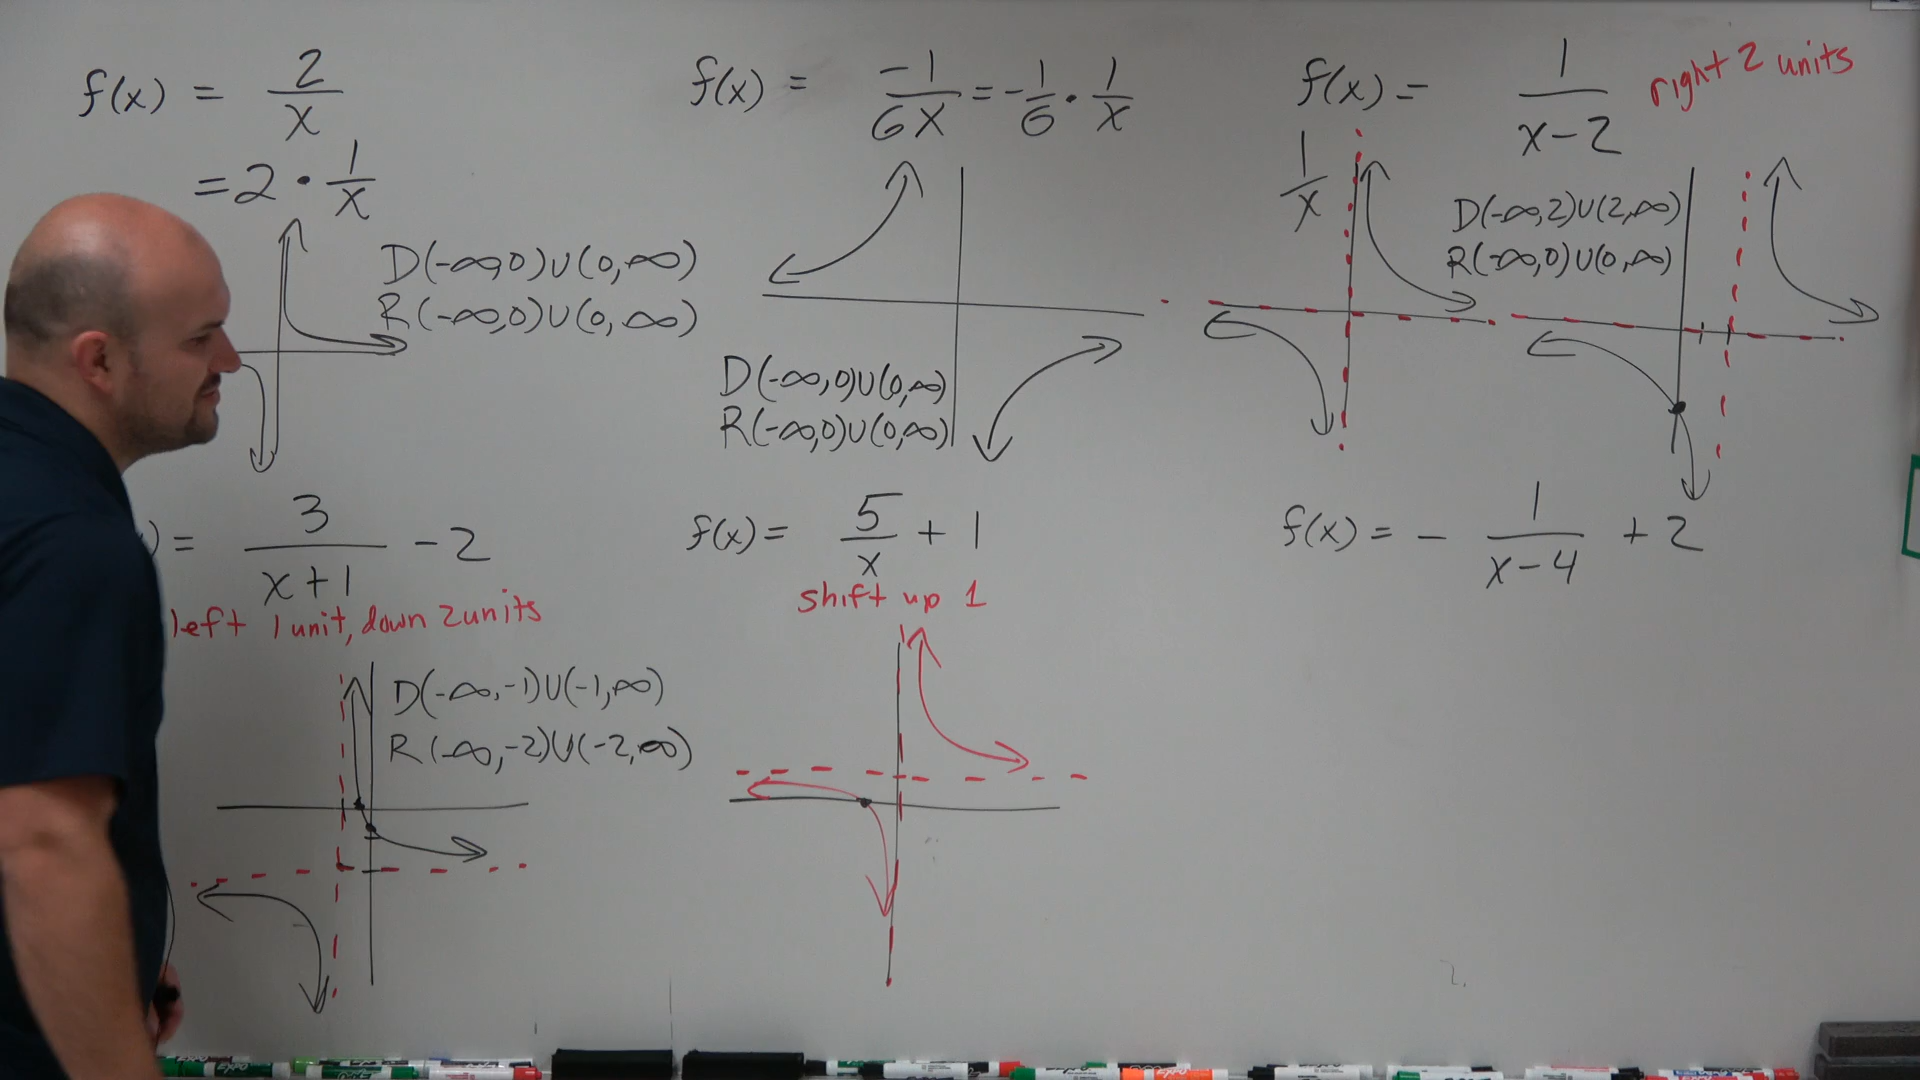 f(x) = 2/x
= 2 · 1/x
D(-∞,0)∪(0,∞)
R(-∞,0)∪(0,∞)
f(x) = -1/6x = -1/6 · 1/x
D(-∞,0)∪(0,∞)
R(-∞,0)∪(0,∞)
f(x) = 1/x-2
right 2 units
1/x
D(-∞,2)∪(2,∞)
R(-∞,0)∪(0,∞)
) = 3/x+1 - 2
left 1 unit, down 2 units
D(-∞,-1)∪(-1,∞)
R(-∞,-2)∪(-2,∞)
f(x) = 5/x + 1
shift up 1
f(x) = - 1/x-4 + 2
EXPO